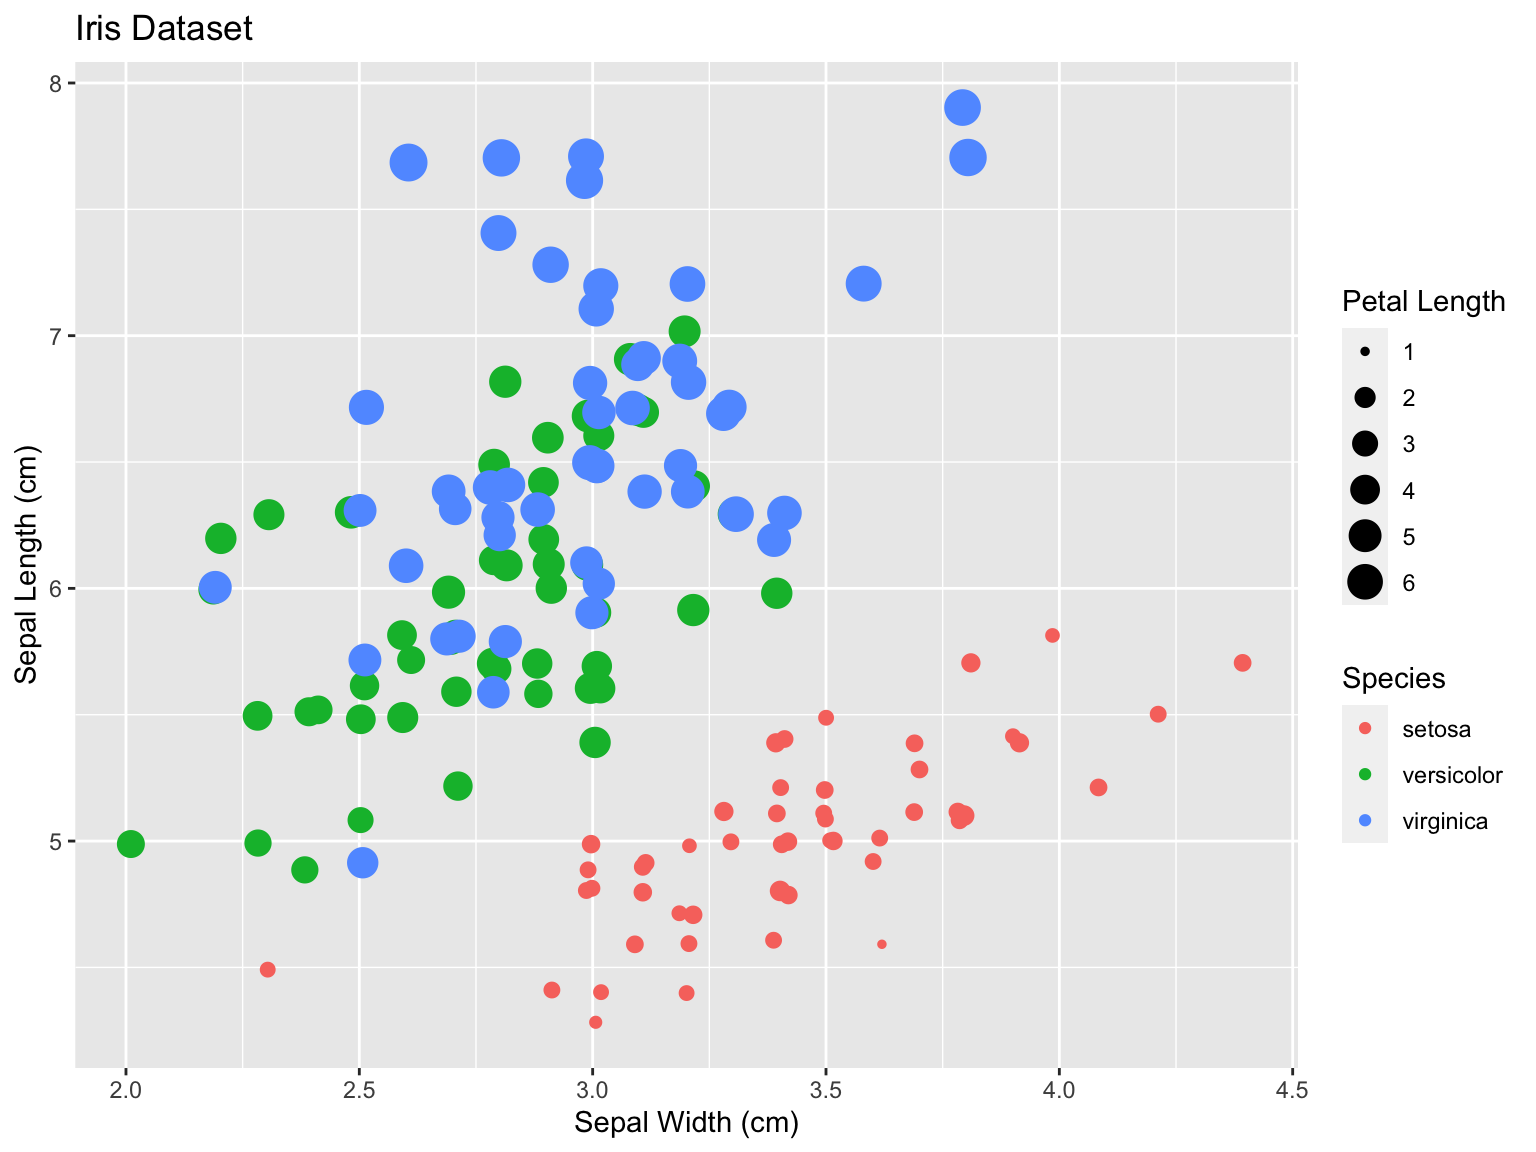 Iris Dataset
8
7
6
5
Sepal Length (cm)
2.0 2.5 3.0 3.5 4.0 4.5
Sepal Width (cm)
Petal Length
1
2
3
4
5
6
Species
setosa
versicolor
virginica